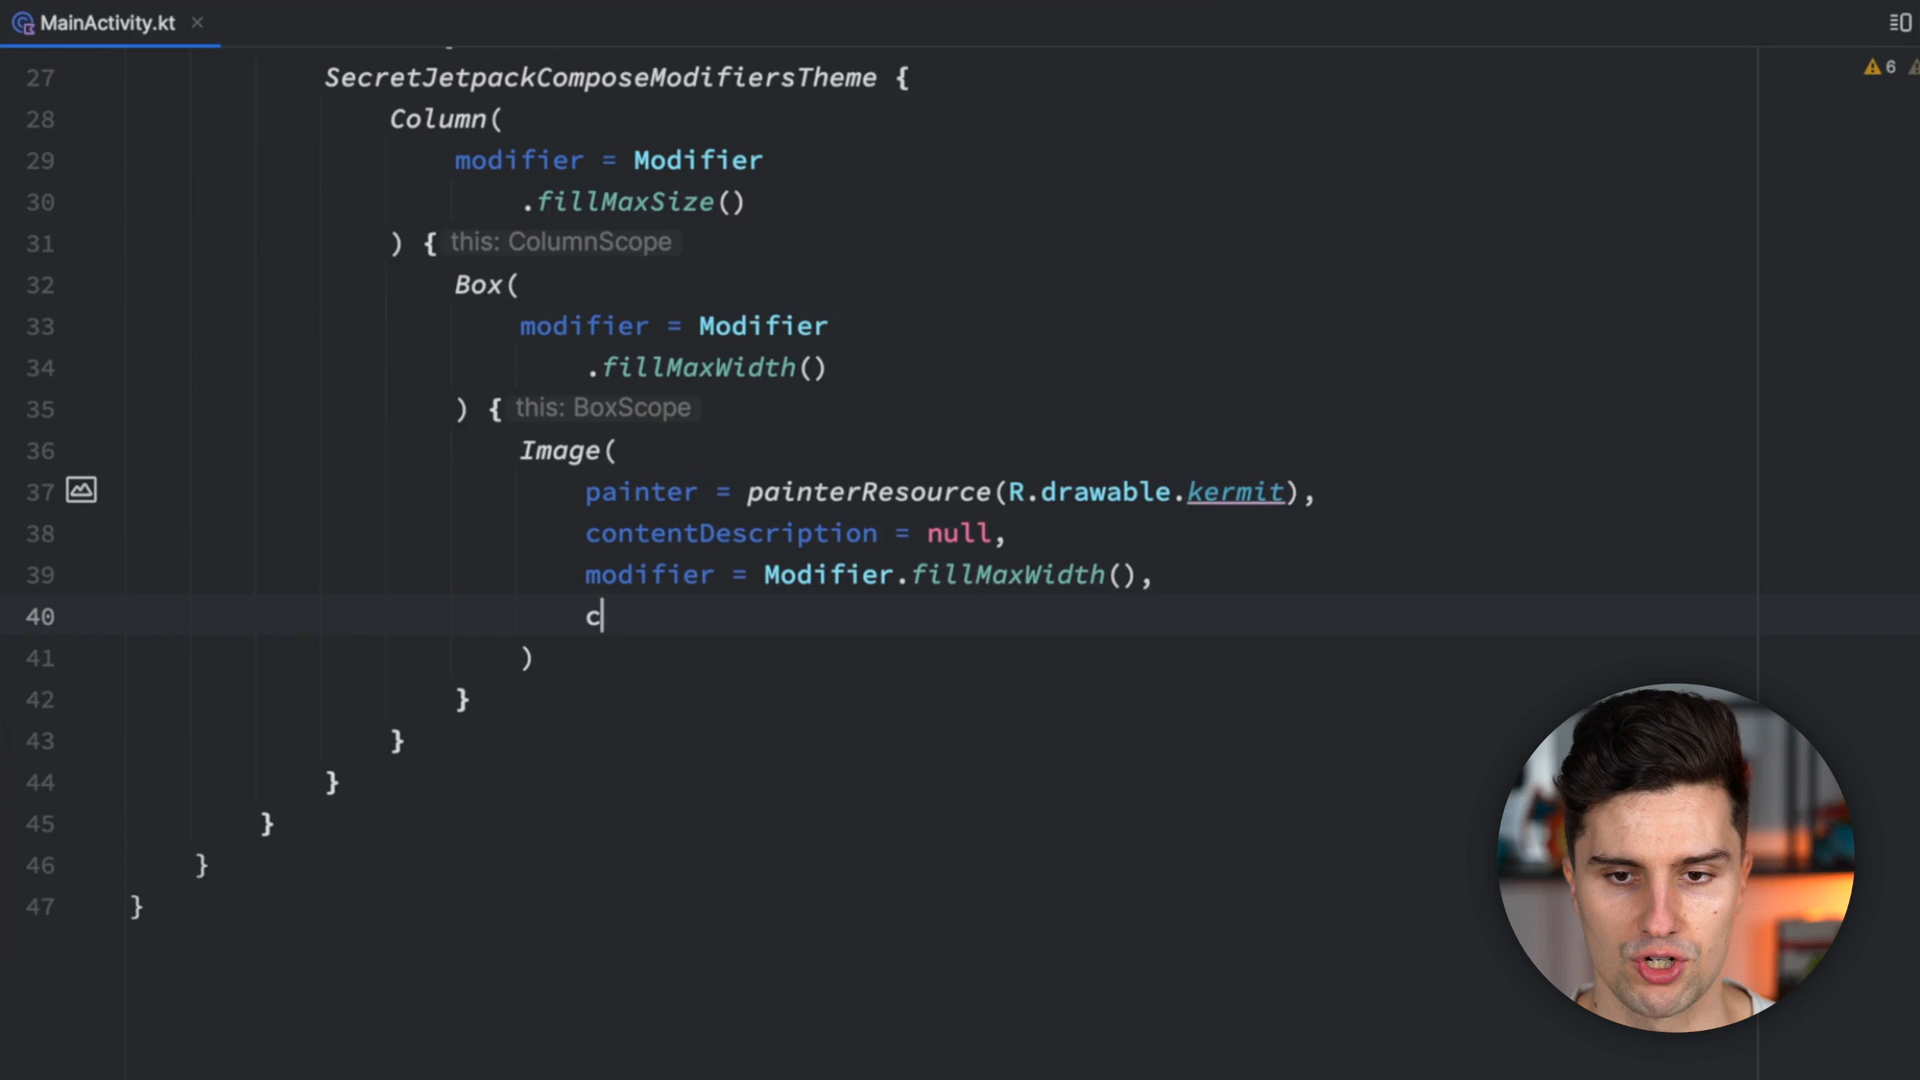 MainActivity.kt
6
27 SecretJetpackComposeModifiersTheme {
28 Column(
29 modifier = Modifier
30 .fillMaxSize()
31 ) { this: ColumnScope
32 Box(
33 modifier = Modifier
34 .fillMaxWidth()
35 ) { this: BoxScope
36 Image(
37 painter = painterResource(R.drawable.kermit),
38 contentDescription = null,
39 modifier = Modifier.fillMaxWidth(),
40 c
41 )
42 }
43 }
44 }
45 }
46 }
47 }